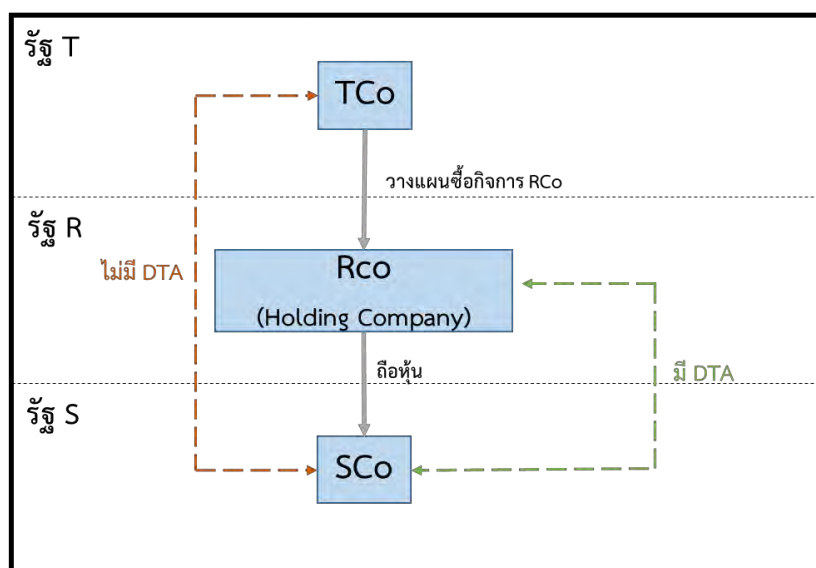 รัฐ T
TCo
วางแผนซื้อกิจการ RCo
รัฐ R
ไม่มี DTA
Rco
(Holding Company)
ถือหุ้น
มี DTA
รัฐ S
SCo